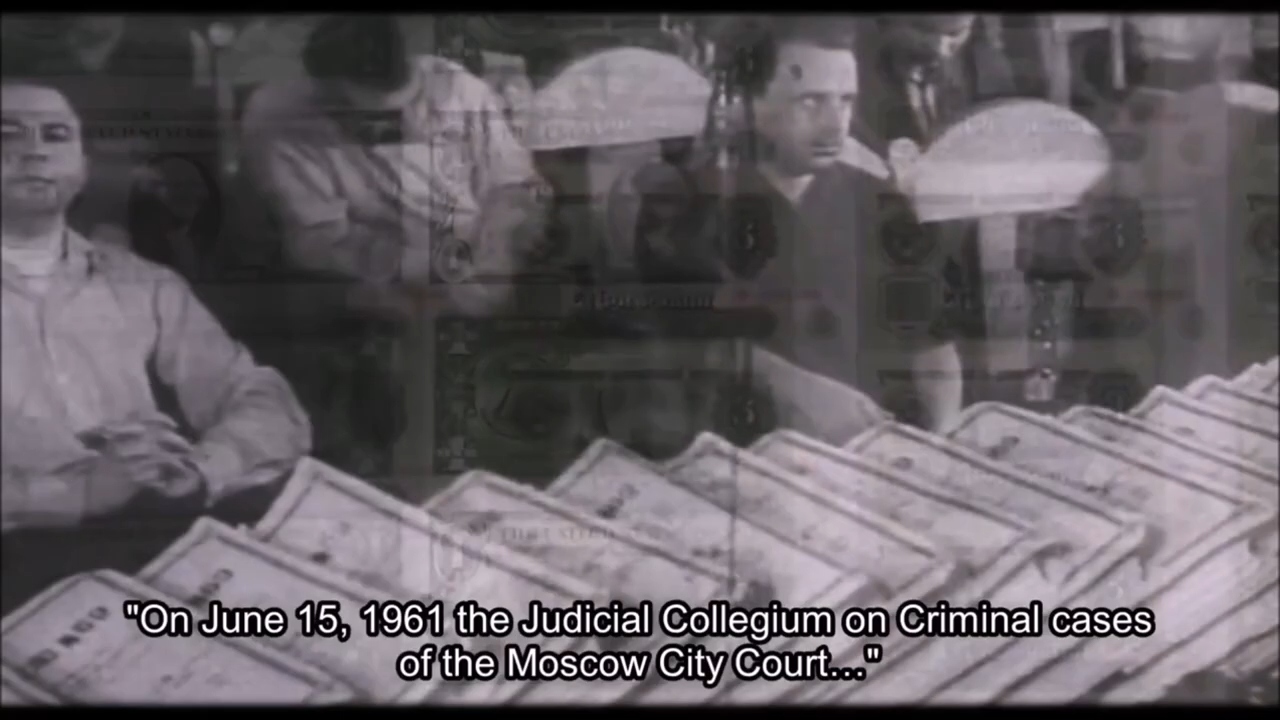 "On June 15, 1961 the Judicial Collegium on Criminal cases
of the Moscow City Court..."